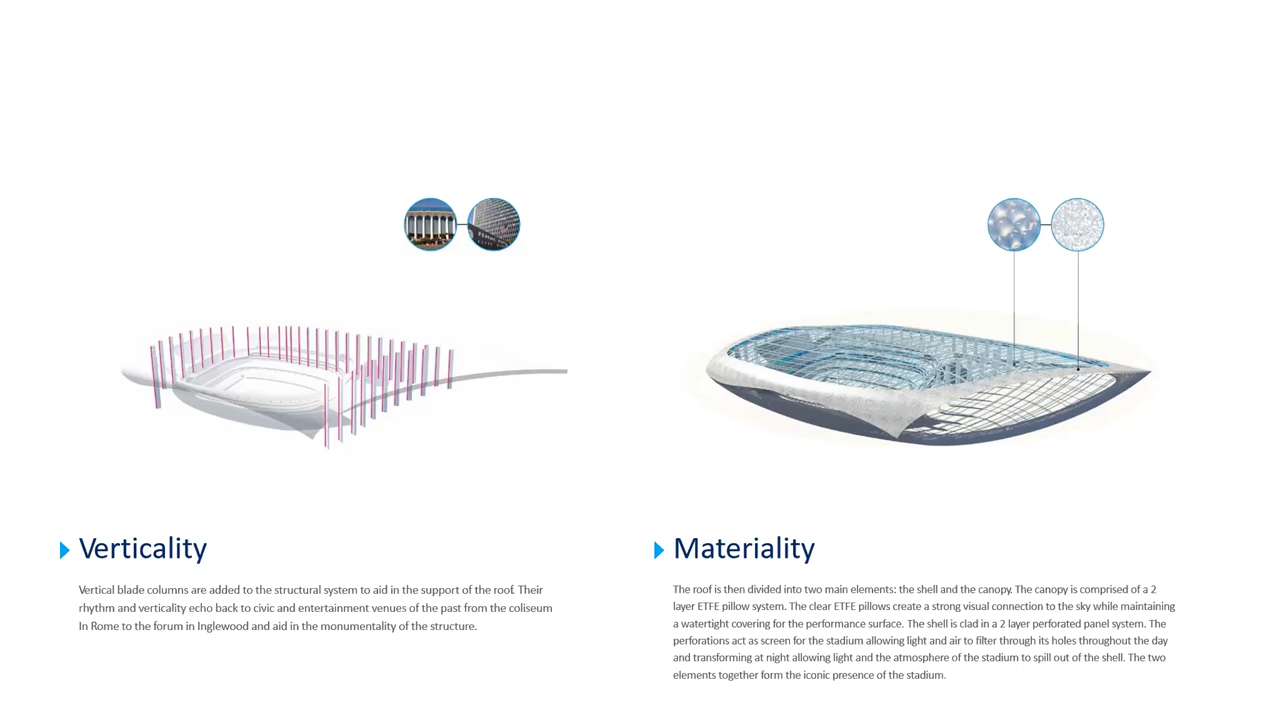 Verticality
Vertical blade columns are added to the structural system to aid in the support of the roof. Their
rhythm and verticality echo back to civic and entertainment venues of the past from the coliseum
In Rome to the forum in Inglewood and aid in the monumentality of the structure.
Materiality
The roof is then divided into two main elements: the shell and the canopy. The canopy is comprised of a 2
layer ETFE pillow system. The clear ETFE pillows create a strong visual connection to the sky while maintaining
a watertight covering for the performance surface. The shell is clad in a 2 layer perforated panel system. The
perforations act as screen for the stadium allowing light and air to filter through its holes throughout the day
and transforming at night allowing light and the atmosphere of the stadium to spill out of the shell. The two
elements together form the iconic presence of the stadium.